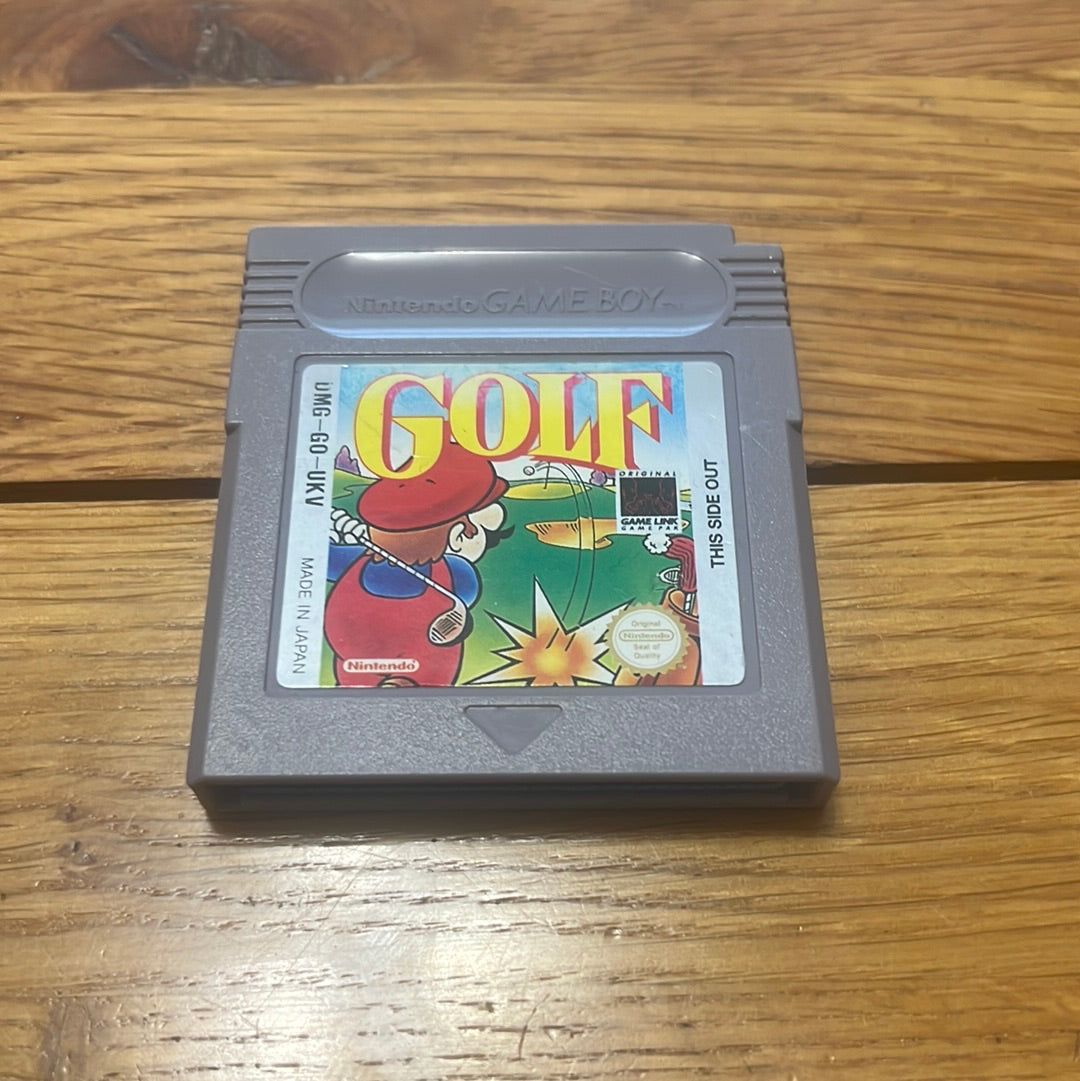 Nintendo GAME BOY™
GOLF
DMG-GO-UKV
MADE IN JAPAN
ORIGINAL
GAME LINK
GAME PAK
THIS SIDE OUT
Original
Nintendo
Seal of
Quality
Nintendo®